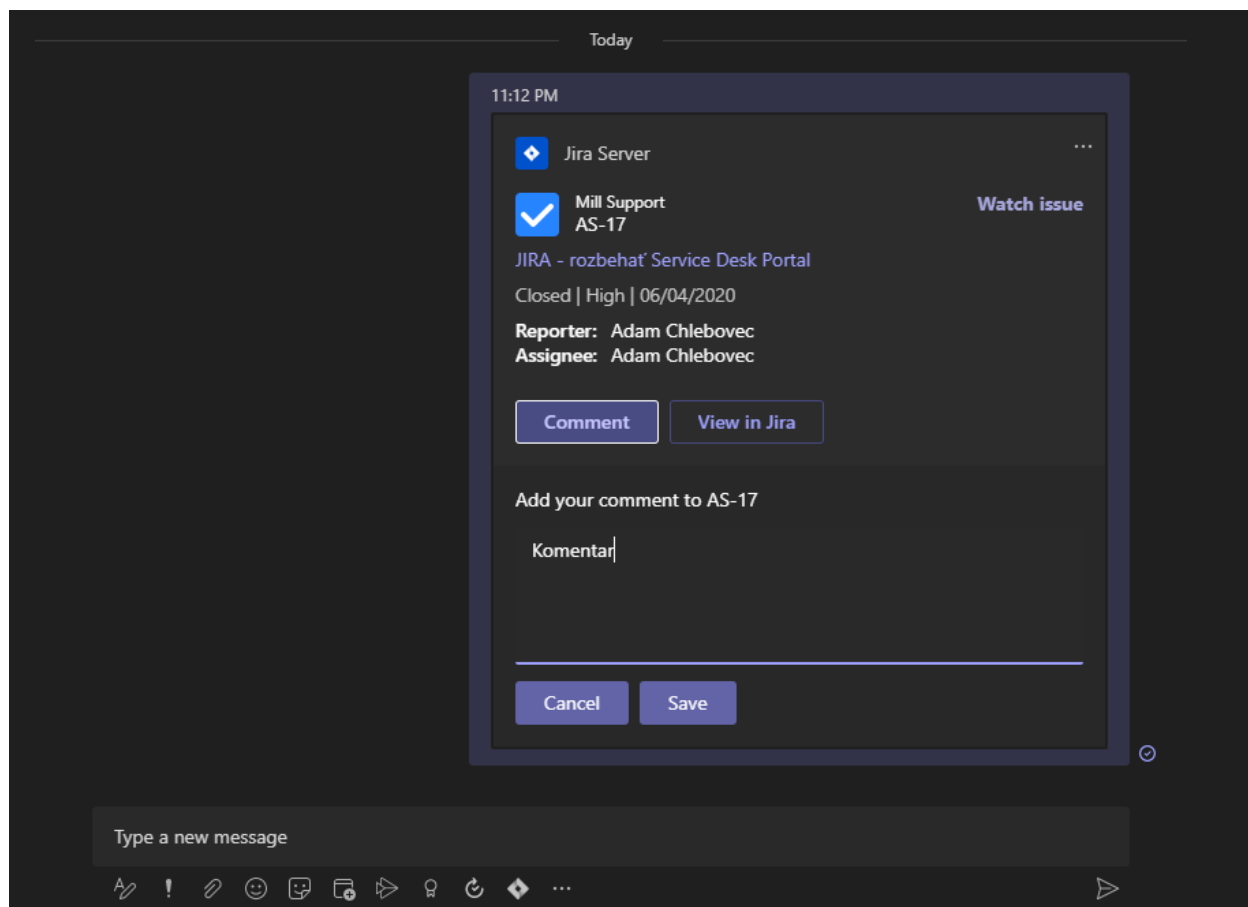 Today
11:12 PM
Jira Server
Mill Support
Watch issue
AS-17
JIRA - rozbehať Service Desk Portal
Closed | High | 06/04/2020
Reporter: Adam Chlebovec
Assignee: Adam Chlebovec
Comment View in Jira
Add your comment to AS-17
Komentar
Cancel Save
Type a new message